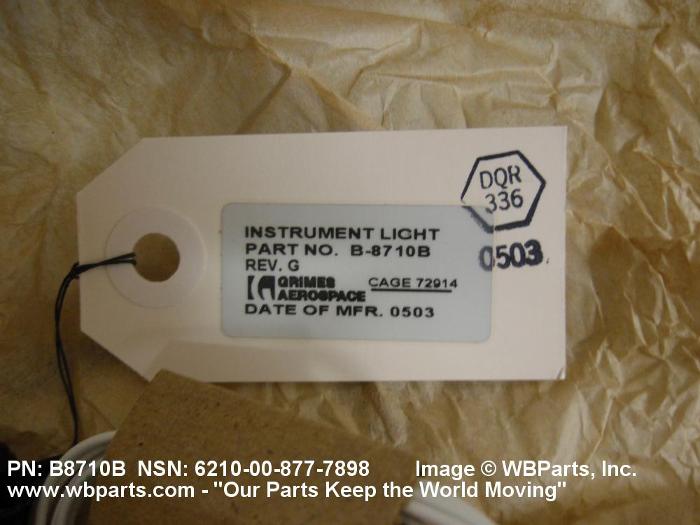 DQR
336
0503
INSTRUMENT LIGHT
PART NO. B-8710B
REV. G
GRIMES
AEROSPACE
CAGE 72914
DATE OF MFR. 0503
PN: B8710B NSN: 6210-00-877-7898 Image © WBParts, Inc.
www.wbparts.com - "Our Parts Keep the World Moving"